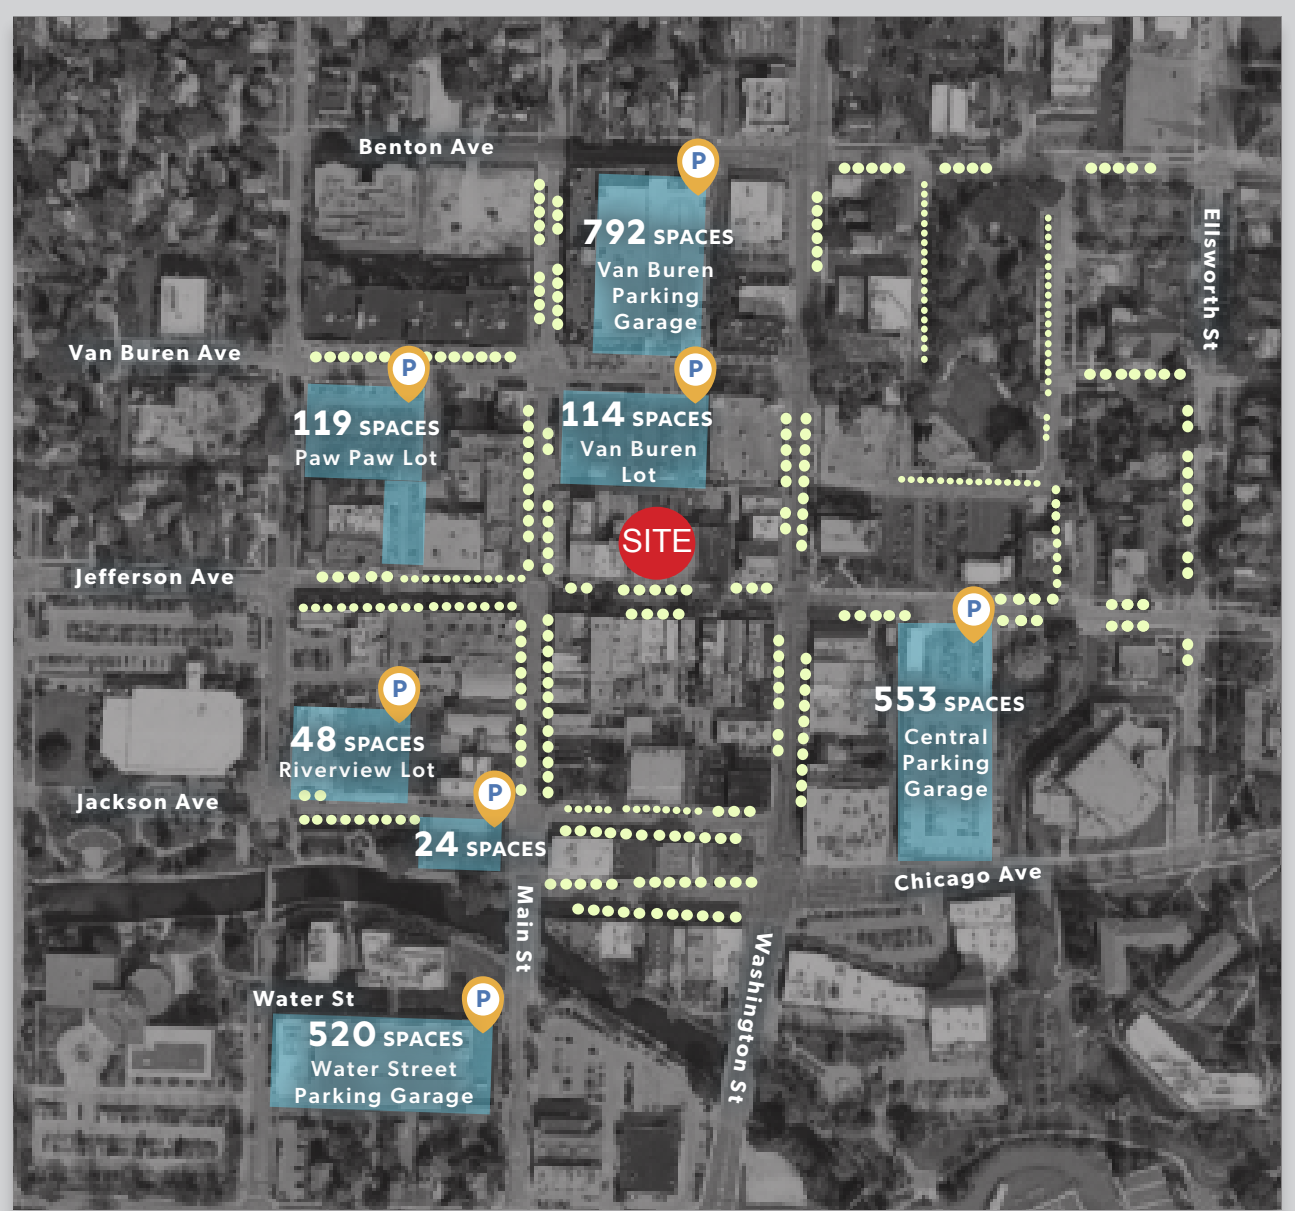 Benton Ave
P
792 SPACES
Van Buren
Parking
Garage
Ellsworth St
Van Buren Ave
P
119 SPACES
Paw Paw Lot
P
114 SPACES
Van Buren
Lot
SITE
Jefferson Ave
P
553 SPACES
Central
Parking
Garage
P
48 SPACES
Riverview Lot
Jackson Ave
P
24 SPACES
Chicago Ave
Main St
Washington St
Water St
P
520 SPACES
Water Street
Parking Garage